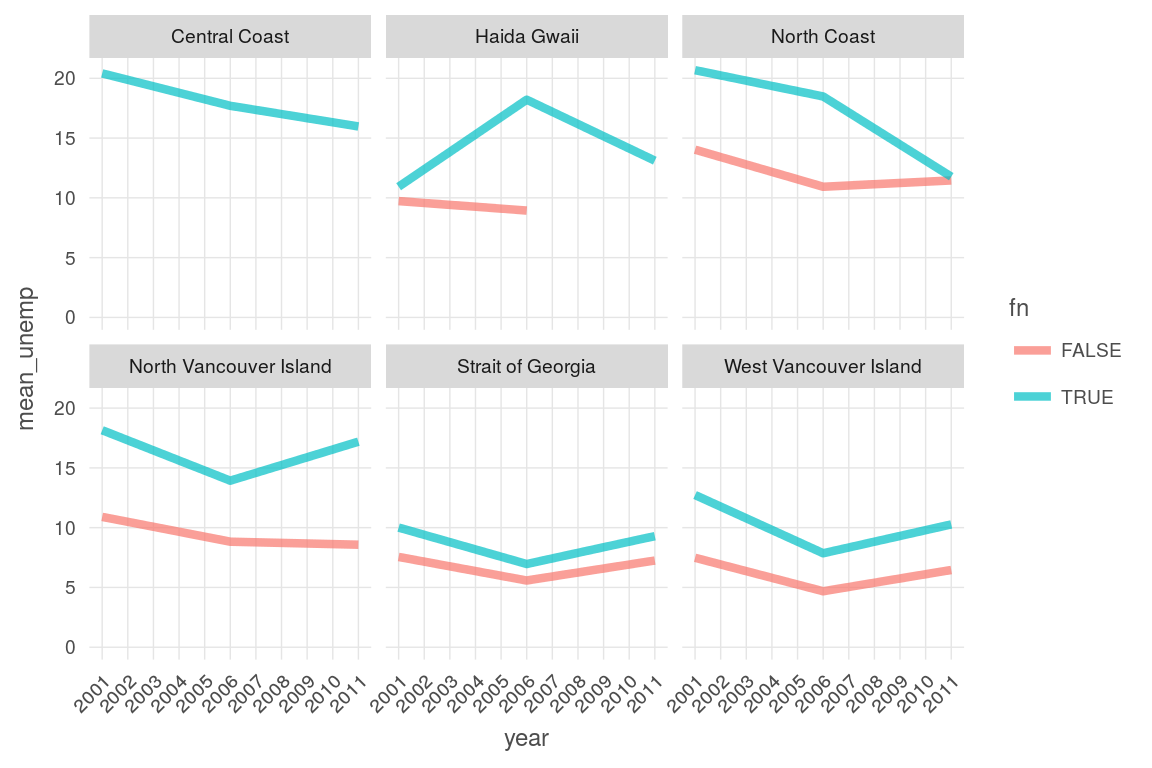 Central Coast
Haida Gwaii
North Coast
20
15
10
5
0
North Vancouver Island
Strait of Georgia
West Vancouver Island
20
15
10
5
0
mean_unemp
2001 2002 2003 2004 2005 2006 2007 2008 2009 2010 2011
2001 2002 2003 2004 2005 2006 2007 2008 2009 2010 2011
2001 2002 2003 2004 2005 2006 2007 2008 2009 2010 2011
year
fn
FALSE
TRUE